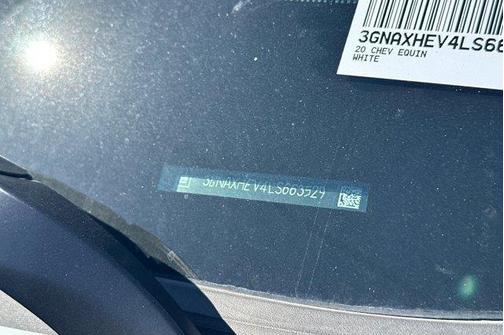 3GNAXHEV4LS66
20 CHEV EQUIN
WHITE
3GNAXHEV4LS663529